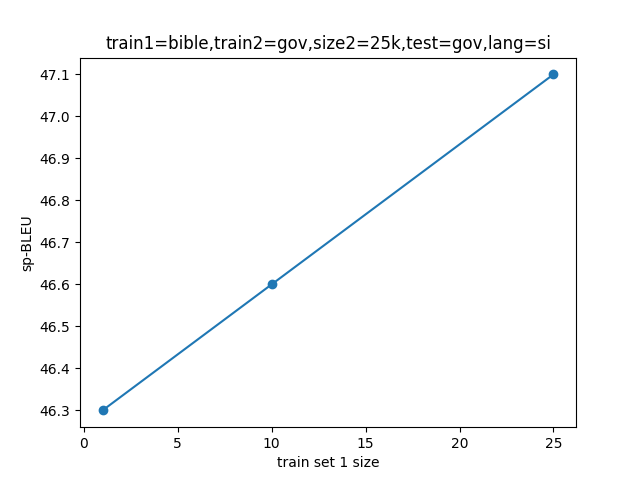 train1=bible,train2=gov,size2=25k,test=gov,lang=si
47.1
47.0
46.9
46.8
46.7
46.6
46.5
46.4
46.3
sp-BLEU
0 5 10 15 20 25
train set 1 size